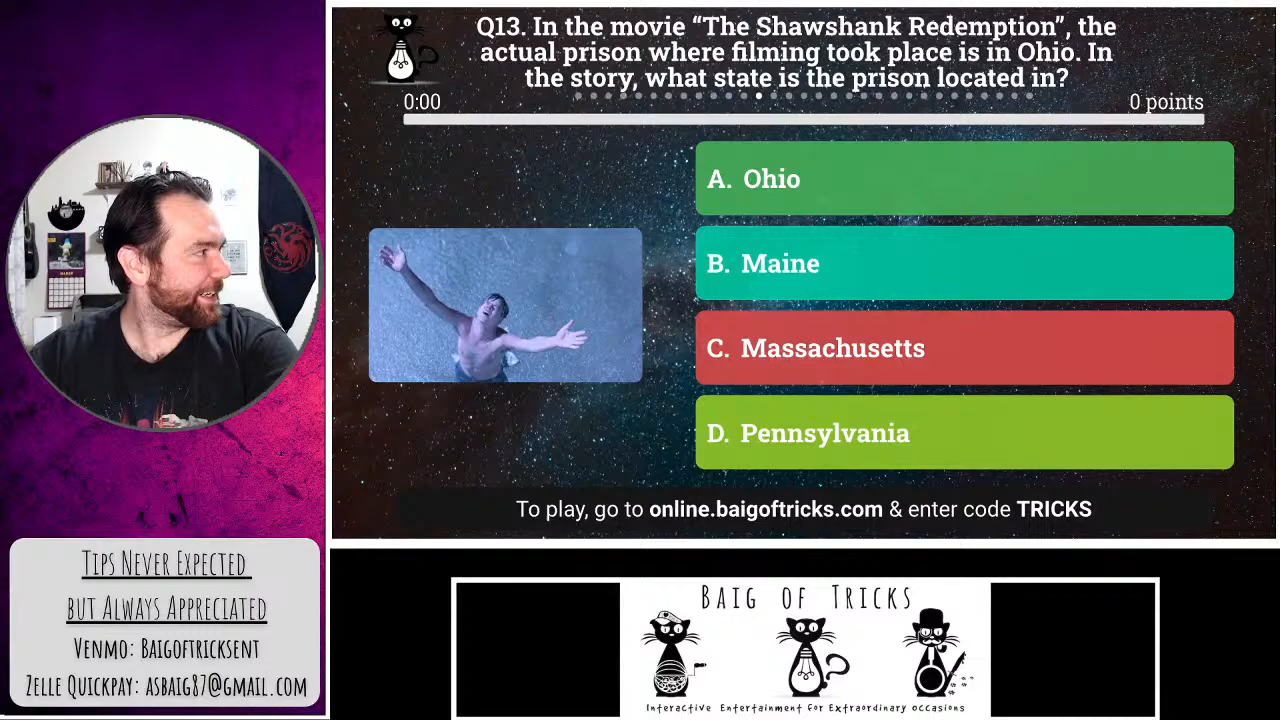 Q13. In the movie “The Shawshank Redemption”, the
actual prison where filming took place is in Ohio. In
the story, what state is the prison located in?
0:00
0 points
A. Ohio
B. Maine
C. Massachusetts
D. Pennsylvania
To play, go to online.baigoftricks.com & enter code TRICKS
Tips Never Expected
but Always Appreciated
Venmo: Baigoftricksent
Zelle Quickpay: asbaig87@gmail.com
Baig of Tricks
Interactive Entertainment for Extraordinary Occasions